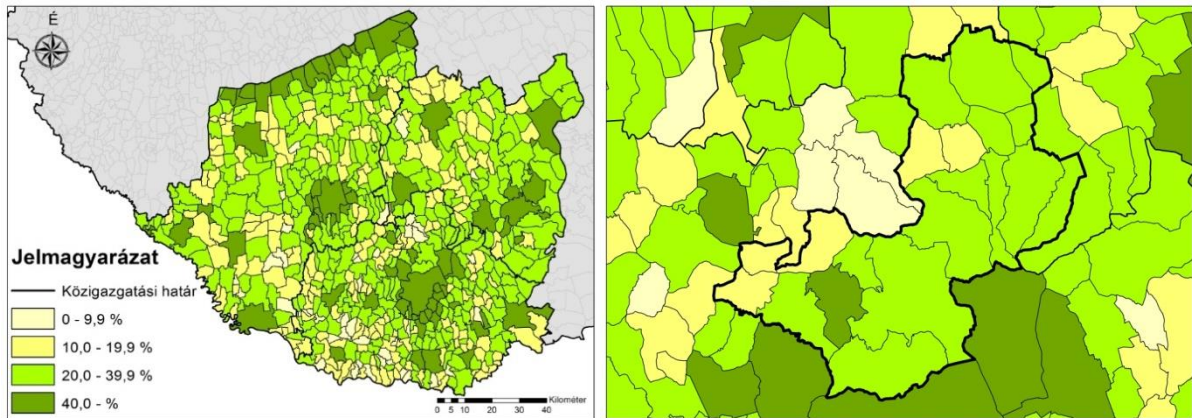 É
Jelmagyarázat
Közigazgatási határ
0 - 9,9 %
10,0 - 19,9 %
20,0 - 39,9 %
40,0 - %
Kilométer
0 5 10 20 30 40